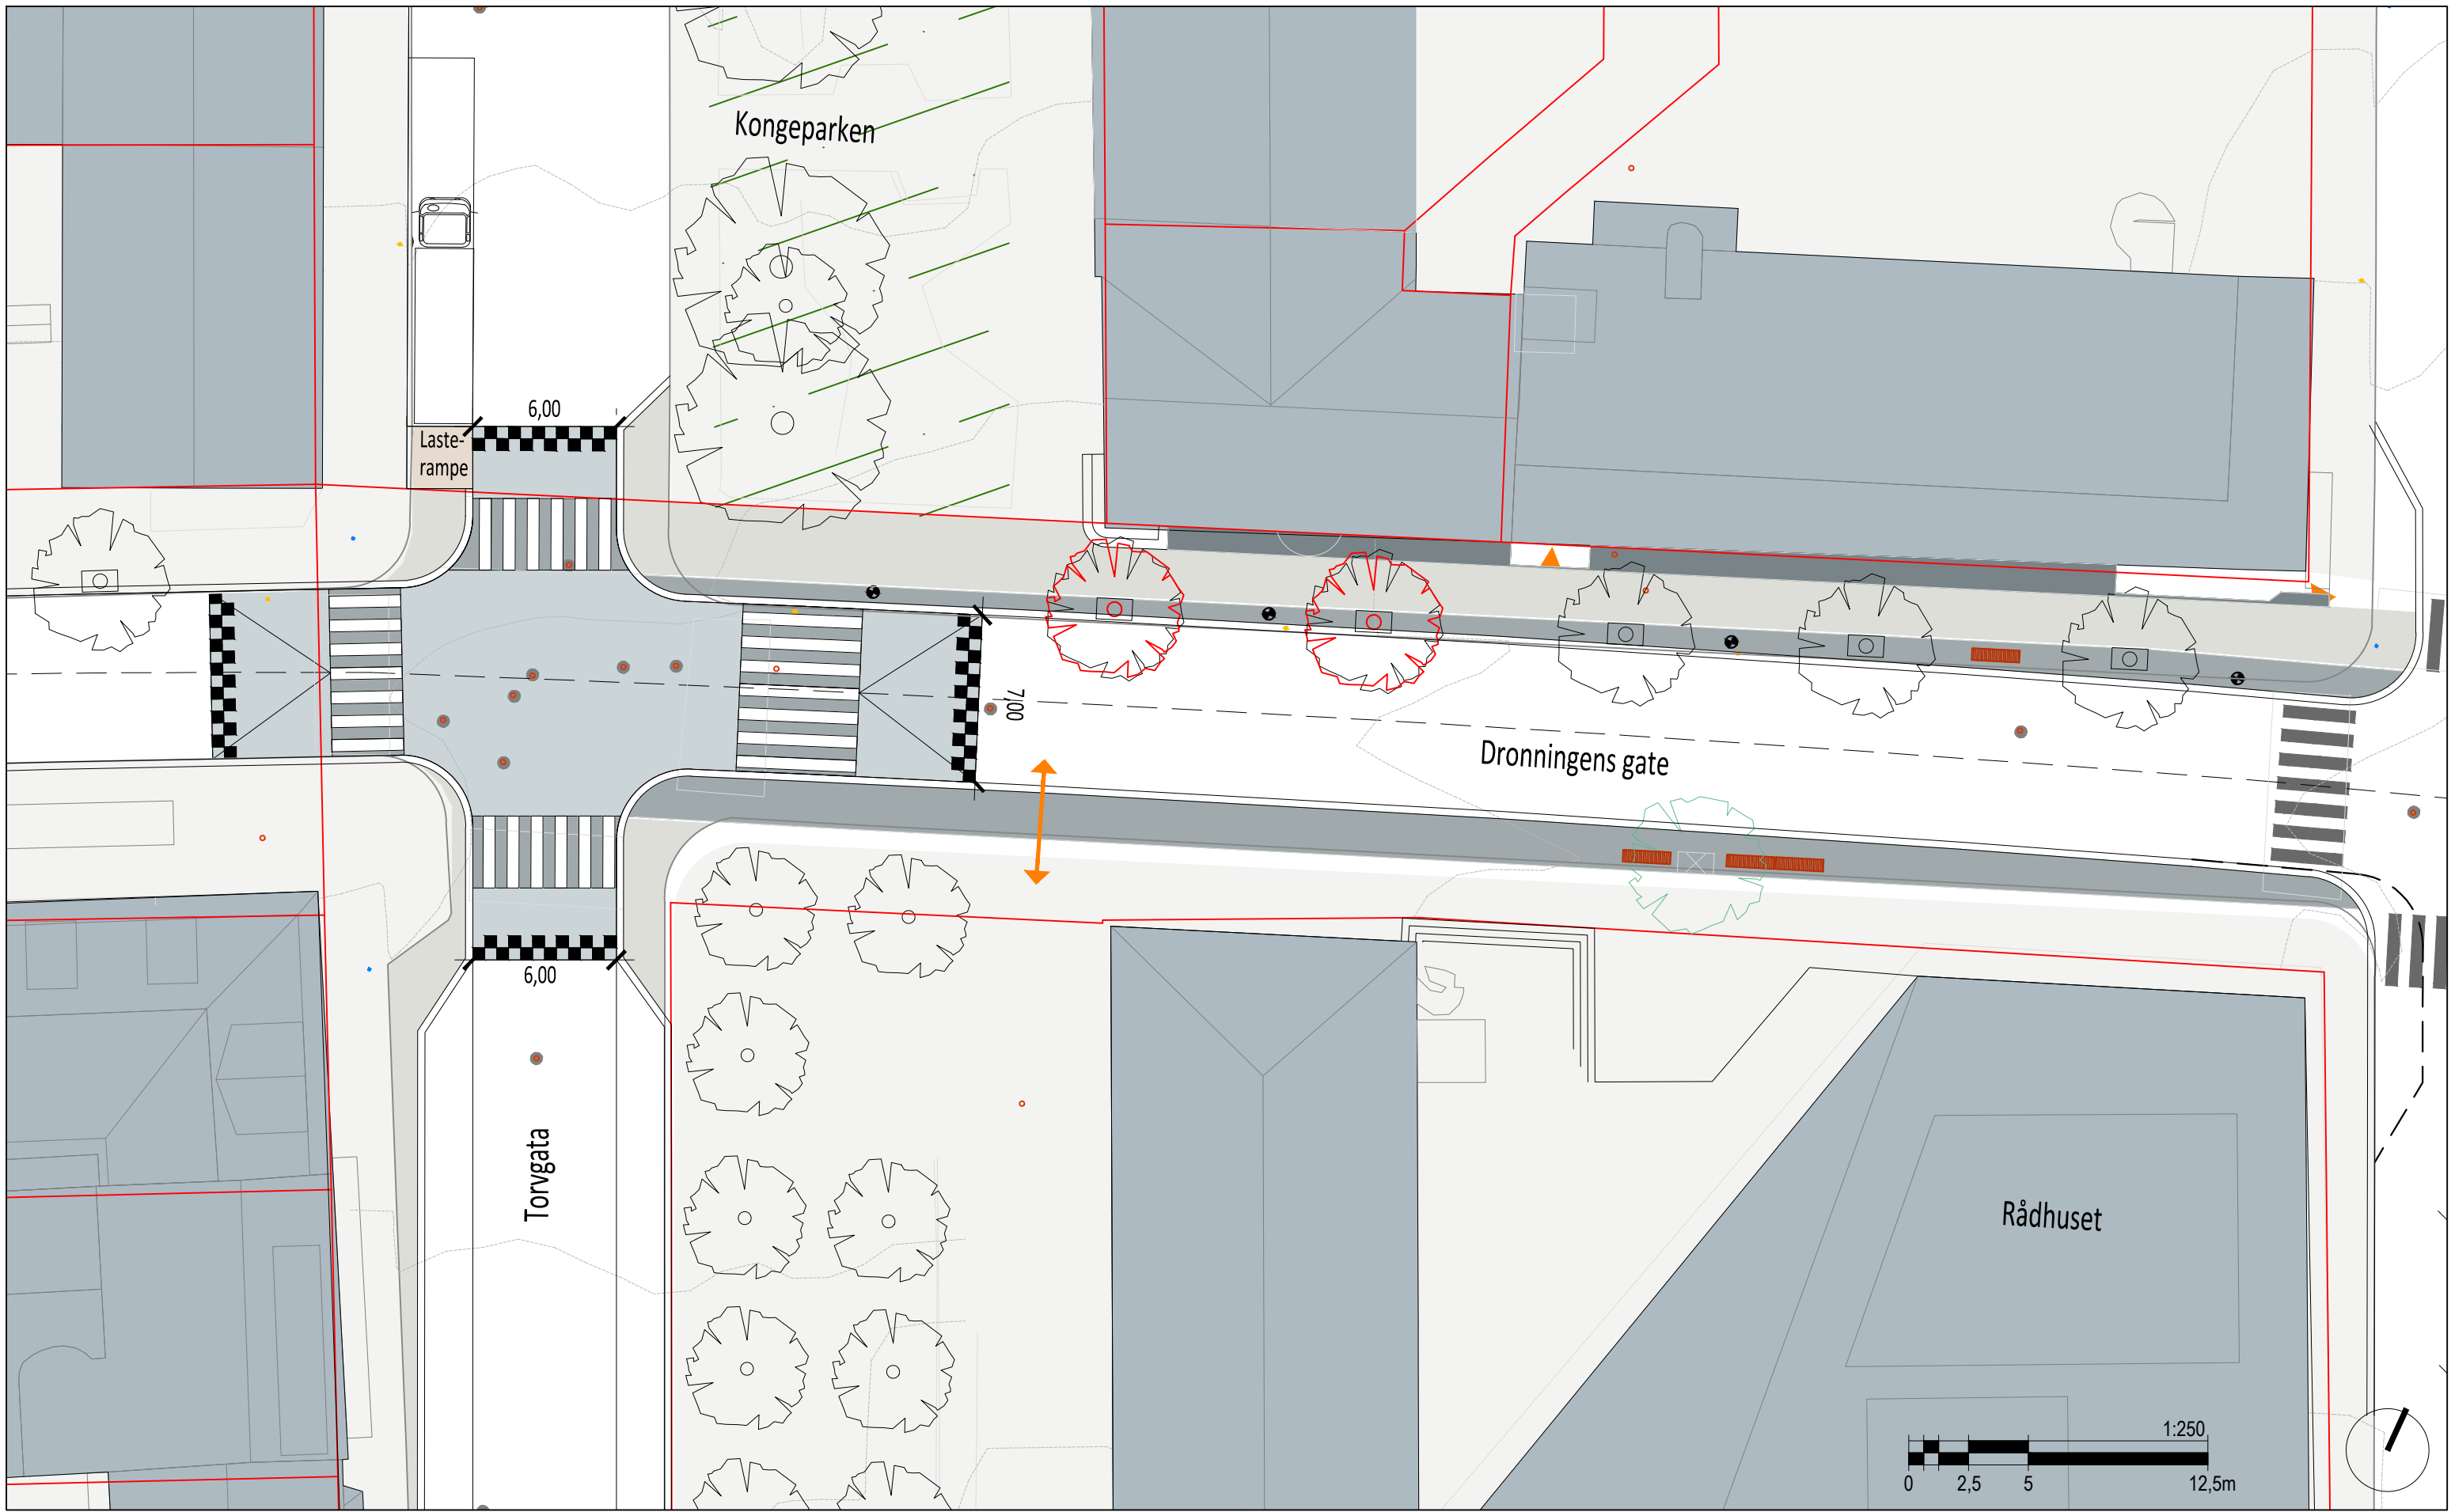 Kongeparken
6,00
Laste-
rampe
7,00
Dronningens gate
6,00
Torvgata
Rådhuset
1:250
0 2,5 5 12,5m